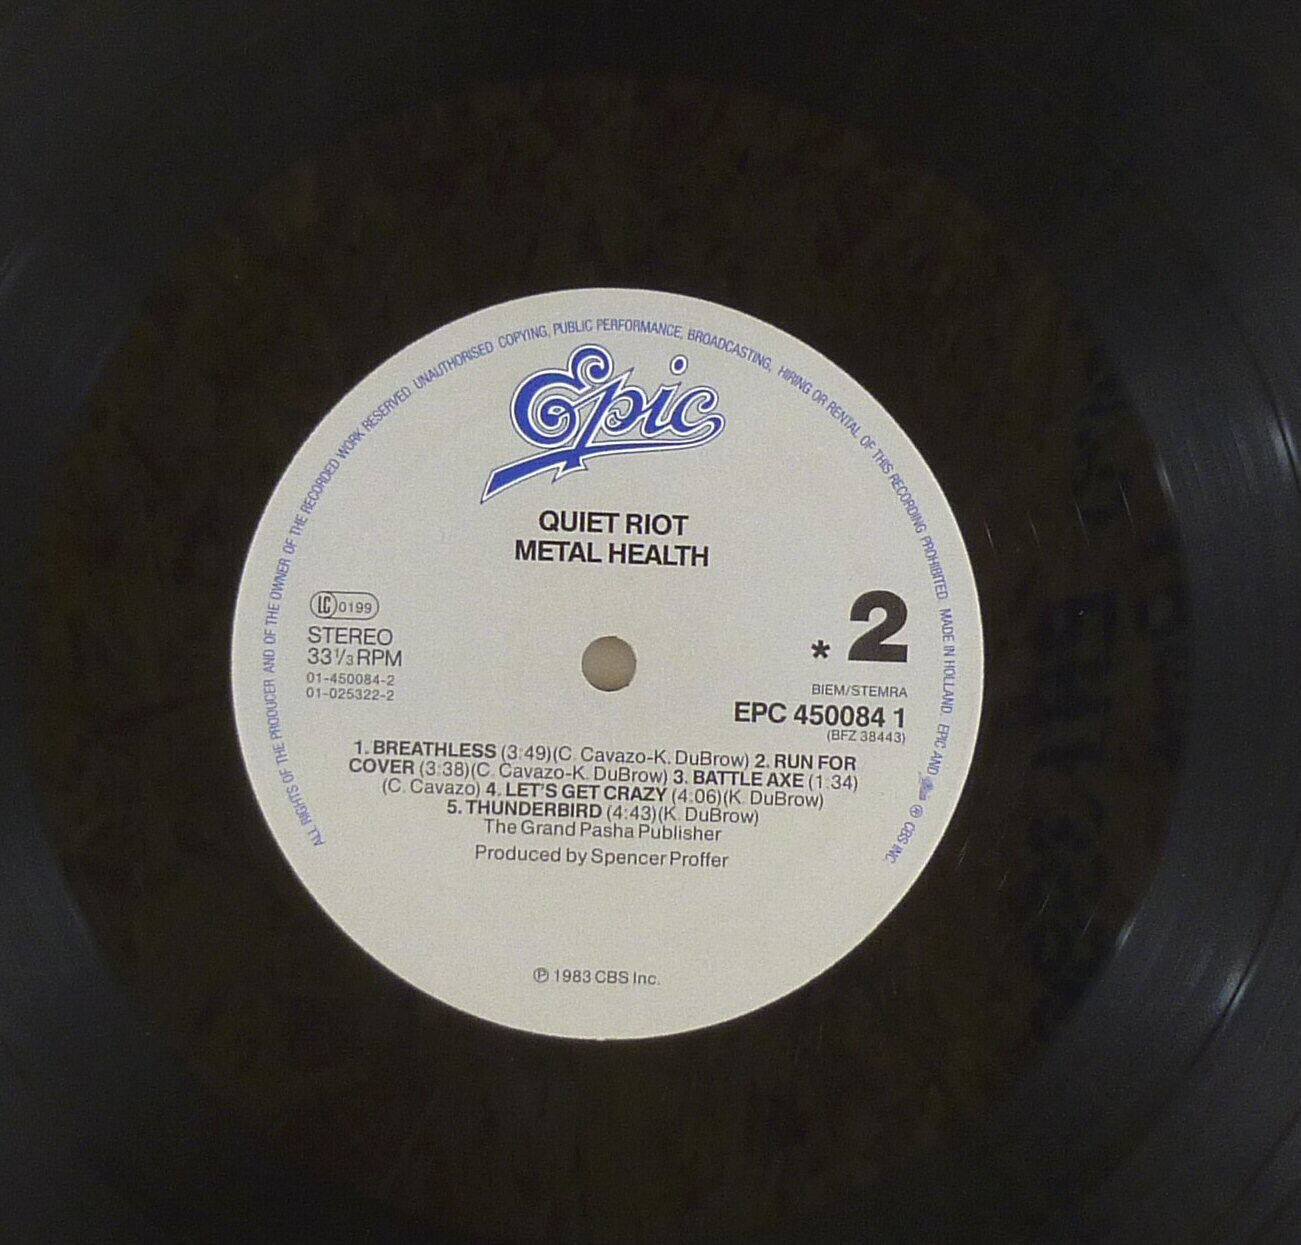 ALL RIGHTS OF THE PRODUCER AND OF THE OWNER OF THE RECORDED WORK RESERVED. UNAUTHORISED COPYING, PUBLIC PERFORMANCE, BROADCASTING, HIRING OR RENTAL OF THIS RECORDING PROHIBITED. MADE IN HOLLAND. EPIC AND ℗ CBS INC.
Epic
QUIET RIOT
METAL HEALTH
LC 0199
STEREO
33⅓ RPM
01-450084-2
01-025322-2
* 2
BIEM/STEMRA
EPC 450084 1
(BFZ 38443)
1. BREATHLESS (3:49)(C. Cavazo-K. DuBrow) 2. RUN FOR
COVER (3:38)(C. Cavazo-K. DuBrow) 3. BATTLE AXE (1:34)
(C. Cavazo) 4. LET'S GET CRAZY (4:06)(K. DuBrow)
5. THUNDERBIRD (4:43)(K. DuBrow)
The Grand Pasha Publisher
Produced by Spencer Proffer
℗ 1983 CBS Inc.